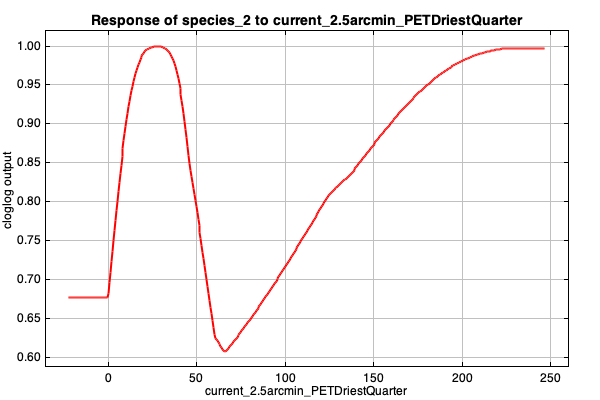 Response of species_2 to current_2.5arcmin_PETDriestQuarter
1.00
0.95
0.90
0.85
0.80
0.75
0.70
0.65
0.60
cloglog output
0 50 100 150 200 250
current_2.5arcmin_PETDriestQuarter